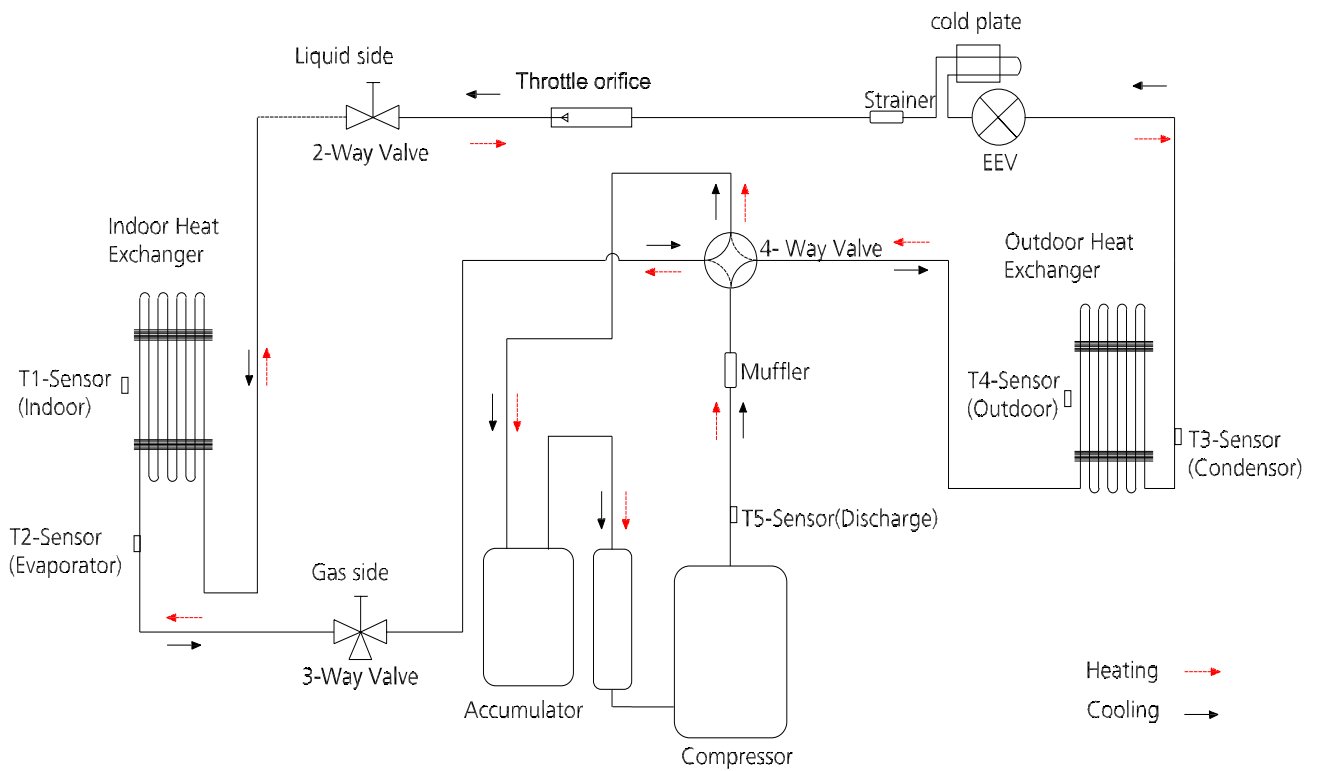 cold plate
Liquid side
Throttle orifice
Strainer
2-Way Valve
EEV
Indoor Heat
Exchanger
4- Way Valve
Outdoor Heat
Exchanger
Muffler
T1-Sensor
(Indoor)
T4-Sensor
(Outdoor)
T3-Sensor
(Condensor)
T5-Sensor(Discharge)
T2-Sensor
(Evaporator)
Gas side
3-Way Valve
Accumulator
Compressor
Heating
Cooling